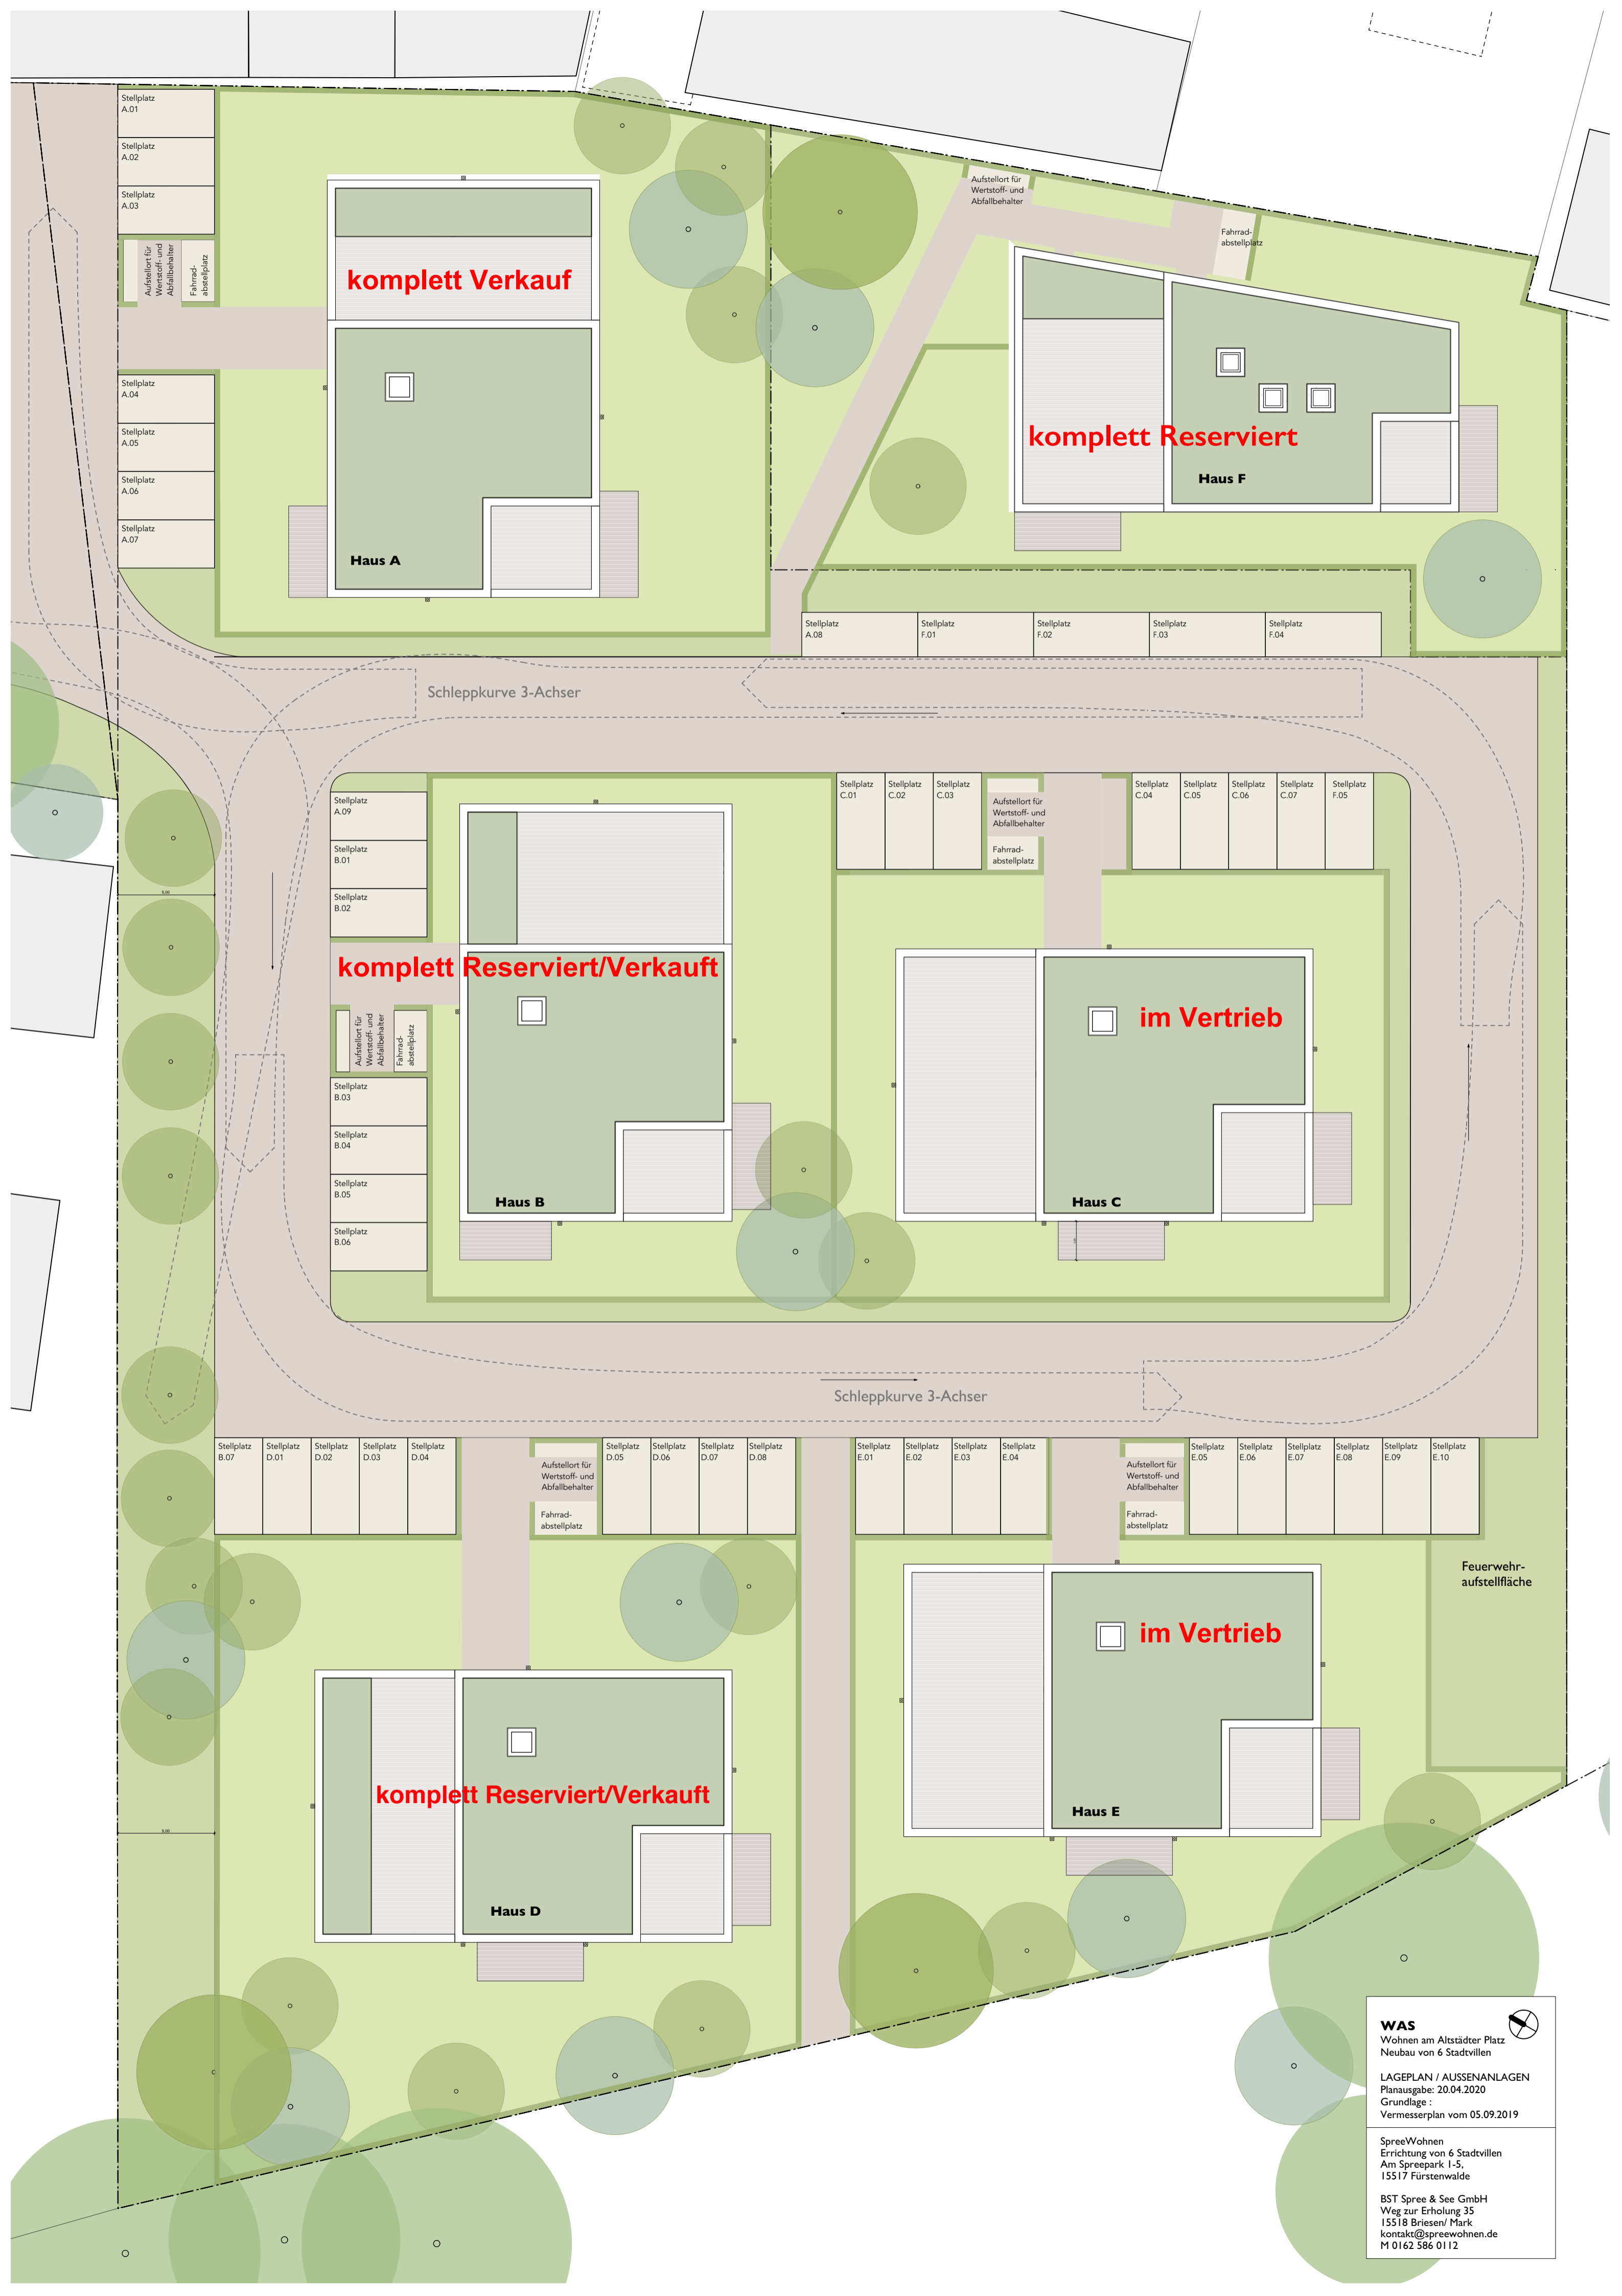 Stellplatz
A.01
Stellplatz
A.02
Stellplatz
A.03
Aufstellort für
Wertstoff- und
Abfallbehalter
Fahrrad-
abstellplatz
Stellplatz
A.04
Stellplatz
A.05
Stellplatz
A.06
Stellplatz
A.07
komplett Verkauf
Haus A
Aufstellort für
Wertstoff- und
Abfallbehalter
Fahrrad-
abstellplatz
komplett Reserviert
Haus F
Stellplatz
A.08
Stellplatz
F.01
Stellplatz
F.02
Stellplatz
F.03
Stellplatz
F.04
Schleppkurve 3-Achser
Stellplatz
A.09
Stellplatz
B.01
Stellplatz
B.02
komplett Reserviert/Verkauft
Aufstellort für
Wertstoff- und
Abfallbehalter
Fahrrad-
abstellplatz
Stellplatz
B.03
Stellplatz
B.04
Stellplatz
B.05
Stellplatz
B.06
Haus B
Stellplatz
C.01
Stellplatz
C.02
Stellplatz
C.03
Aufstellort für
Wertstoff- und
Abfallbehalter
Fahrrad-
abstellplatz
Stellplatz
C.04
Stellplatz
C.05
Stellplatz
C.06
Stellplatz
C.07
Stellplatz
F.05
im Vertrieb
Haus C
Schleppkurve 3-Achser
Stellplatz
B.07
Stellplatz
D.01
Stellplatz
D.02
Stellplatz
D.03
Stellplatz
D.04
Aufstellort für
Wertstoff- und
Abfallbehalter
Fahrrad-
abstellplatz
Stellplatz
D.05
Stellplatz
D.06
Stellplatz
D.07
Stellplatz
D.08
Stellplatz
E.01
Stellplatz
E.02
Stellplatz
E.03
Stellplatz
E.04
Aufstellort für
Wertstoff- und
Abfallbehalter
Fahrrad-
abstellplatz
Stellplatz
E.05
Stellplatz
E.06
Stellplatz
E.07
Stellplatz
E.08
Stellplatz
E.09
Stellplatz
E.10
Feuerwehr-
aufstellfläche
komplett Reserviert/Verkauft
Haus D
im Vertrieb
Haus E
WAS
Wohnen am Altstädter Platz
Neubau von 6 Stadtvillen
LAGEPLAN / AUSSENANLAGEN
Planausgabe: 20.04.2020
Grundlage :
Vermesserplan vom 05.09.2019
SpreeWohnen
Errichtung von 6 Stadtvillen
Am Spreepark 1-5,
15517 Fürstenwalde
BST Spree & See GmbH
Weg zur Erholung 35
15518 Briesen/ Mark
kontakt@spreewohnen.de
M 0162 586 0112